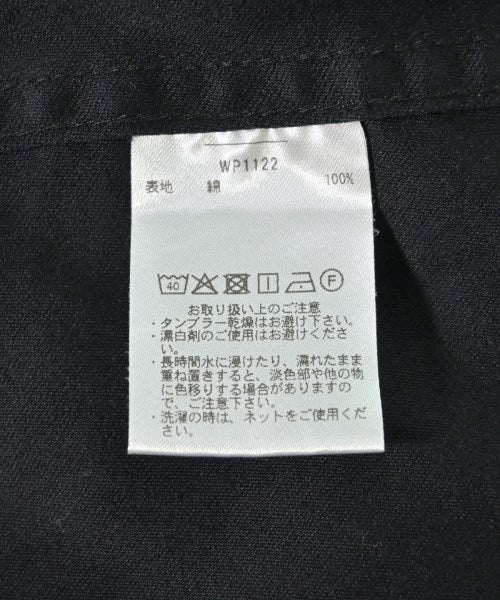 WP1122
表地 綿 100%
40 F
お取り扱い上のご注意
・タンブラー乾燥はお避け下さい。
・漂白剤のご使用はお避けくださ
い。
・長時間水に浸けたり、濡れたまま
重ね置きすると、淡色部や他の物
に色移りする場合がありますの
で、ご注意下さい。
・洗濯の時は、ネットをご使用くだ
さい。